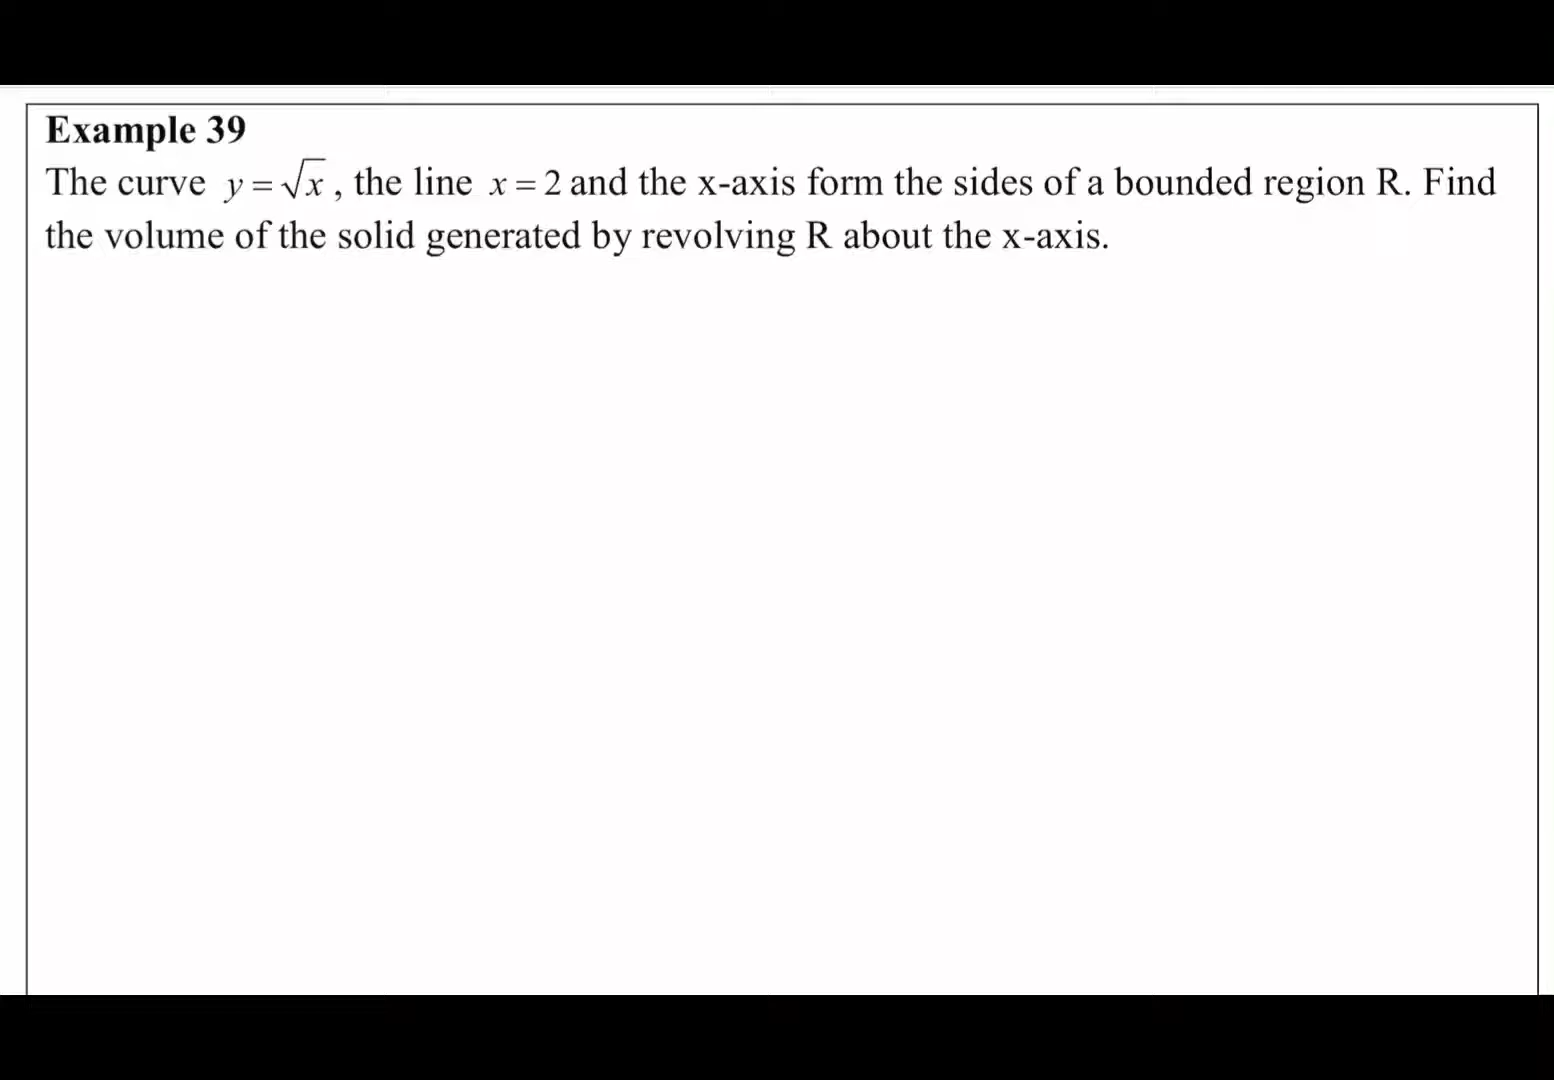 Example 39
The curve y = √x , the line x = 2 and the x-axis form the sides of a bounded region R. Find
the volume of the solid generated by revolving R about the x-axis.